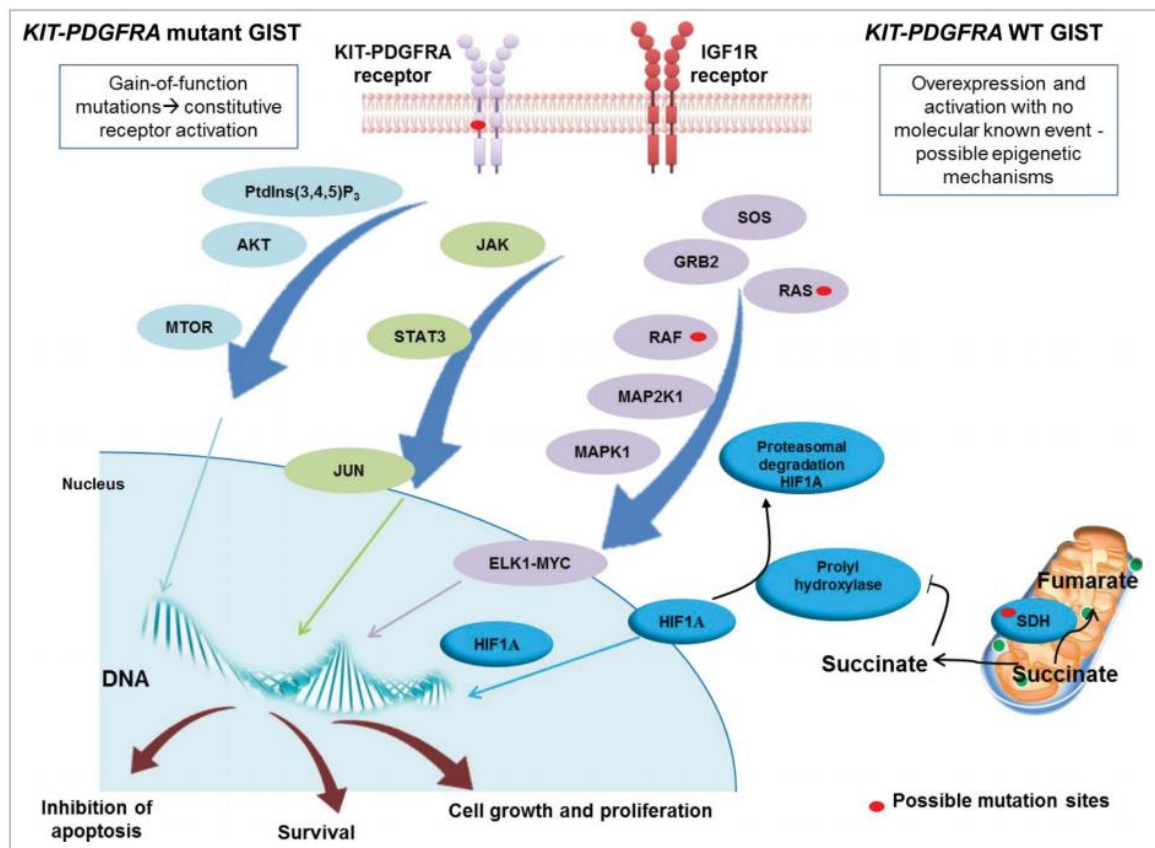 KIT-PDGFRA mutant GIST
KIT-PDGFRA WT GIST
Gain-of-function
mutations→ constitutive
receptor activation
KIT-PDGFRA
receptor
IGF1R
receptor
Overexpression and
activation with no
molecular known event -
possible epigenetic
mechanisms
PtdIns(3,4,5)P₃
AKT
MTOR
JAK
STAT3
JUN
SOS
GRB2
RAS
RAF
MAP2K1
MAPK1
ELK1-MYC
Nucleus
Proteasomal
degradation
HIF1A
Prolyl
hydroxylase
HIF1A
HIF1A
Fumarate
SDH
Succinate
Succinate
DNA
Inhibition of
apoptosis
Survival
Cell growth and proliferation
Possible mutation sites